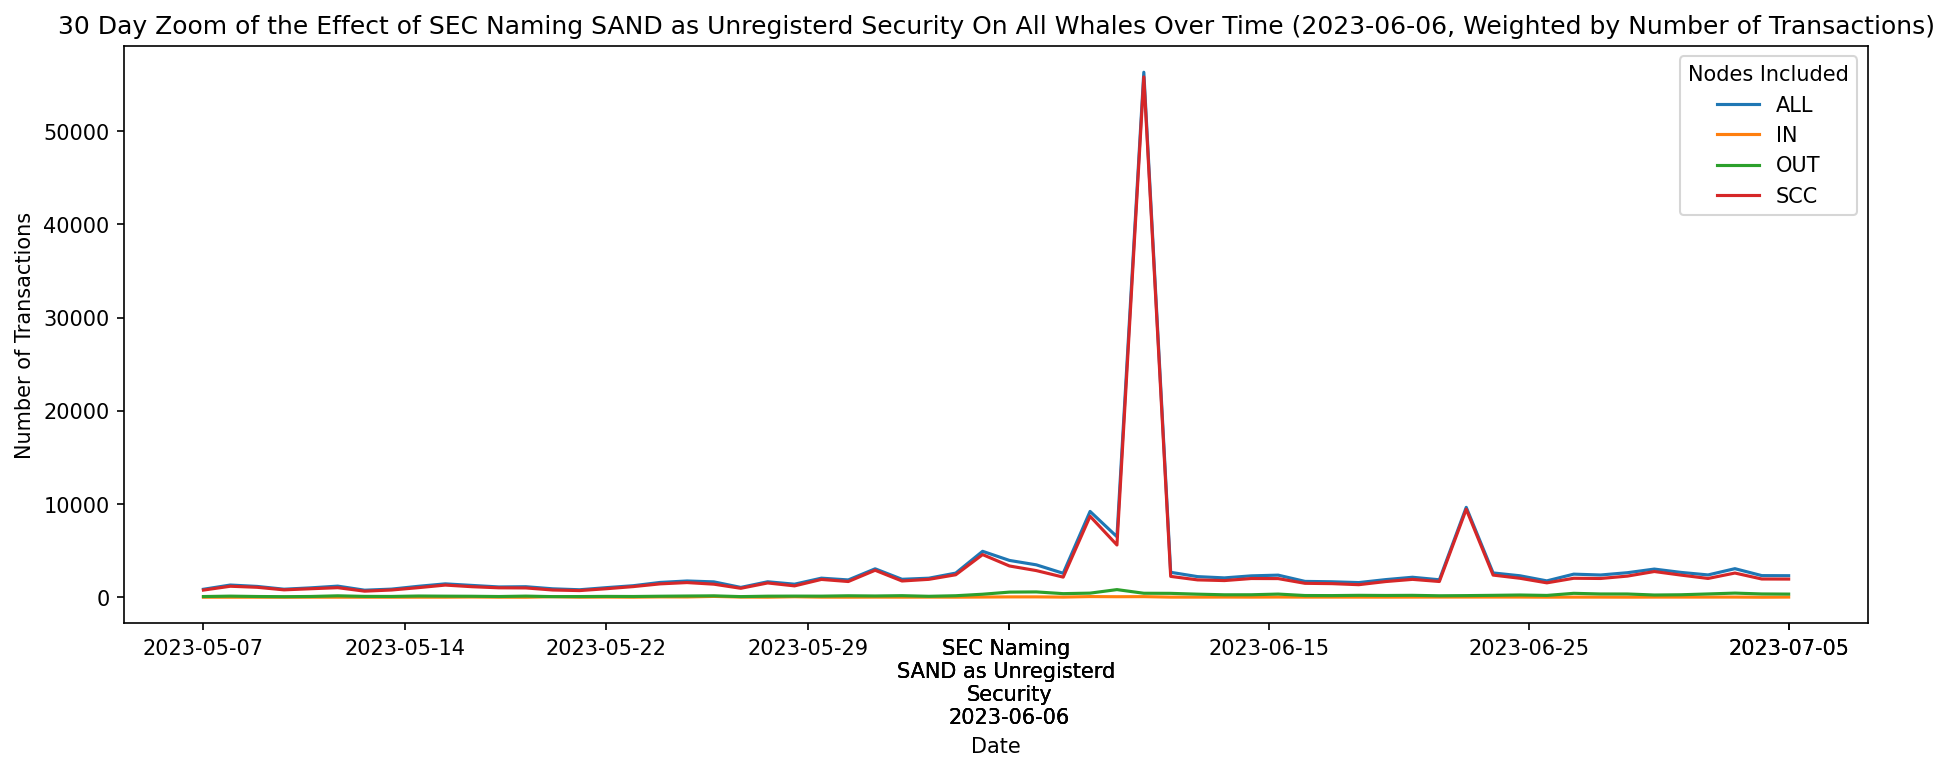 30 Day Zoom of the Effect of SEC Naming SAND as Unregisterd Security On All Whales Over Time (2023-06-06, Weighted by Number of Transactions)
Nodes Included
ALL
IN
OUT
SCC
Number of Transactions
50000
40000
30000
20000
10000
0
2023-05-07
2023-05-14
2023-05-22
2023-05-29
SEC Naming
SAND as Unregisterd
Security
2023-06-06
2023-06-15
2023-06-25
2023-07-05
Date